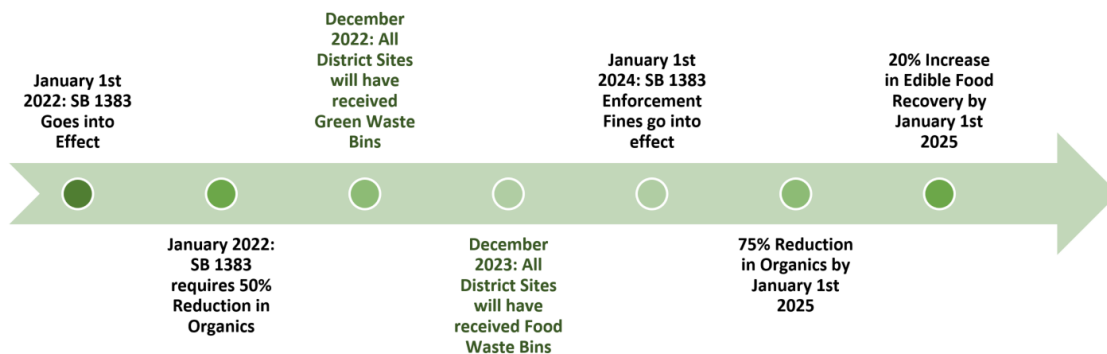 January 1st
2022: SB 1383
Goes into
Effect
January 2022:
SB 1383
requires 50%
Reduction in
Organics
December
2022: All
District Sites
will have
received
Green Waste
Bins
December
2023: All
District Sites
will have
received Food
Waste Bins
January 1st
2024: SB 1383
Enforcement
Fines go into
effect
75% Reduction
in Organics by
January 1st
2025
20% Increase
in Edible Food
Recovery by
January 1st
2025